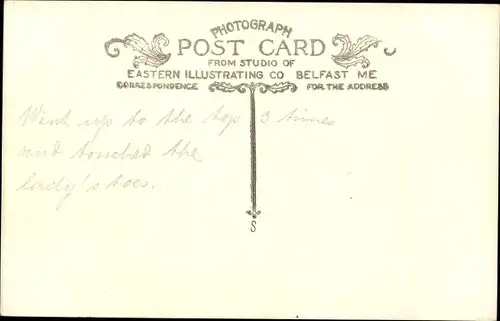 PHOTOGRAPH
POST CARD
FROM STUDIO OF
EASTERN ILLUSTRATING CO BELFAST ME
CORRESPONDENCE FOR THE ADDRESS
Went up to the top 3 times
and touched the
lady's toes.
S